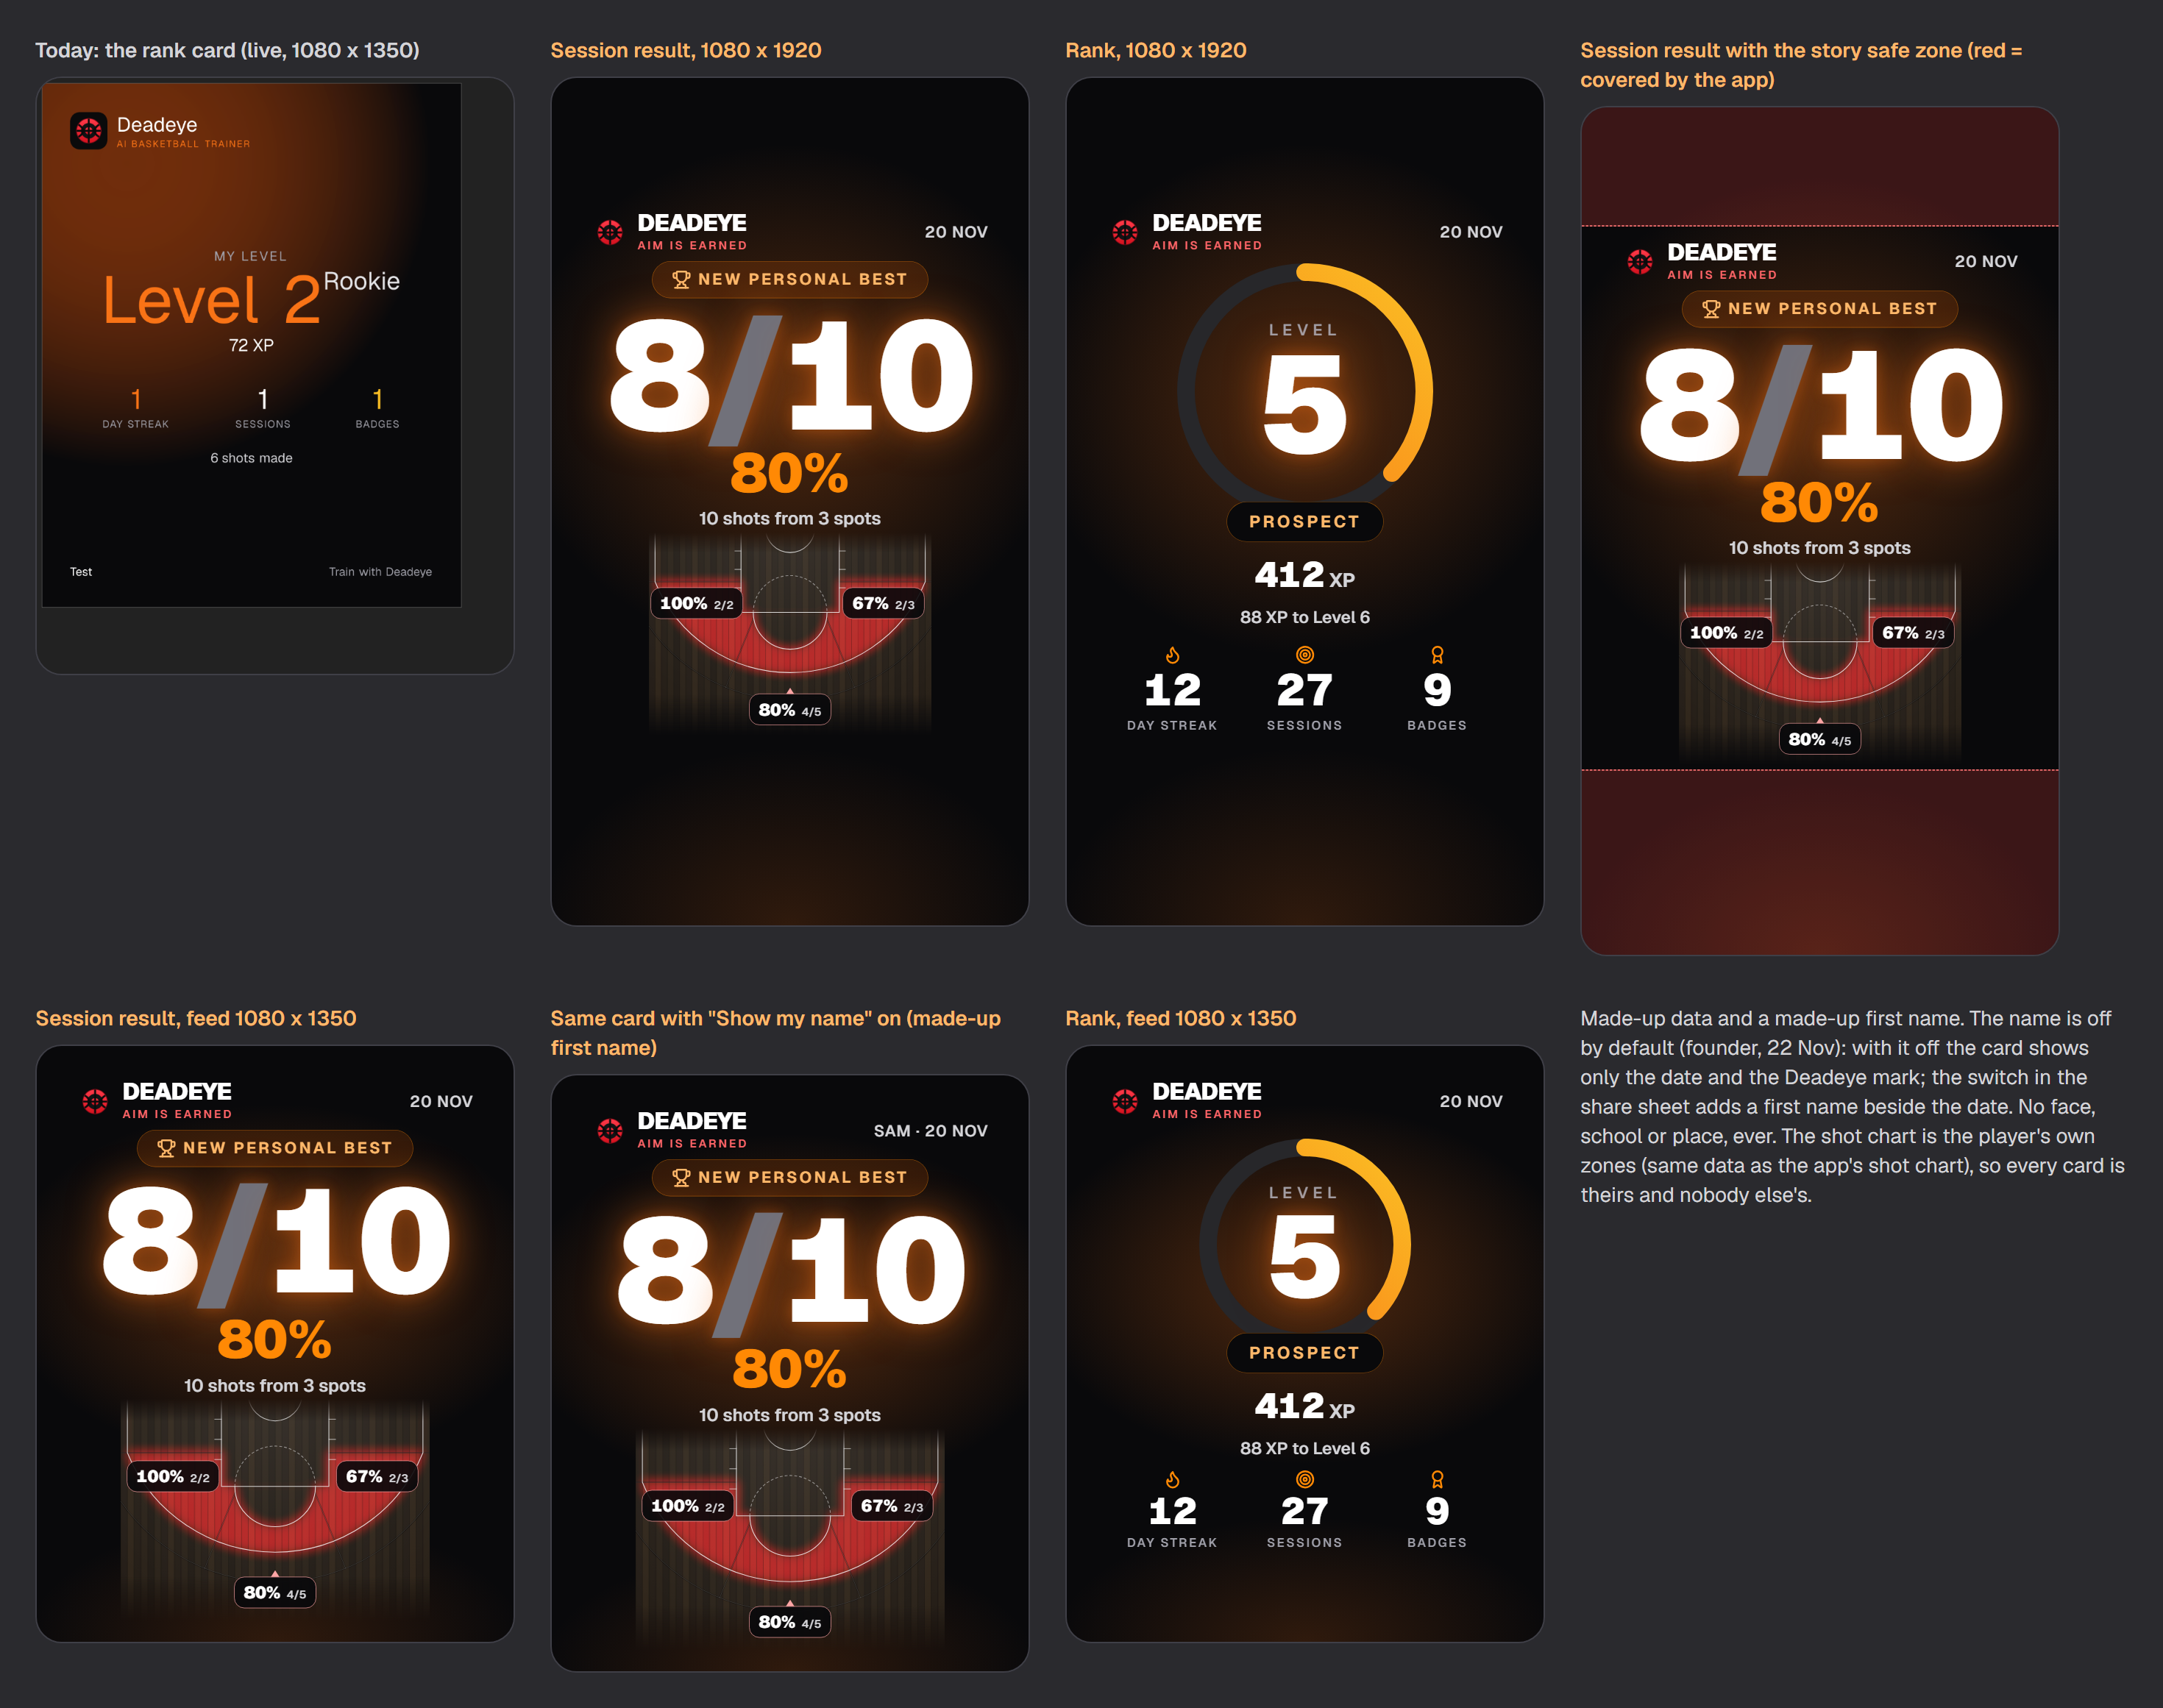 Today: the rank card (live, 1080 x 1350)
Deadeye
AI BASKETBALL TRAINER
MY LEVEL
Level 2 Rookie
72 XP
1 1 1
DAY STREAK SESSIONS BADGES
6 shots made
Test Train with Deadeye
Session result, 1080 x 1920
DEADEYE
AIM IS EARNED
20 NOV
NEW PERSONAL BEST
8/10
80%
10 shots from 3 spots
100% 2/2 67% 2/3
80% 4/5
Rank, 1080 x 1920
DEADEYE
AIM IS EARNED
20 NOV
LEVEL
5
PROSPECT
412 XP
88 XP to Level 6
12 27 9
DAY STREAK SESSIONS BADGES
Session result with the story safe zone (red =
covered by the app)
DEADEYE
AIM IS EARNED
20 NOV
NEW PERSONAL BEST
8/10
80%
10 shots from 3 spots
100% 2/2 67% 2/3
80% 4/5
Session result, feed 1080 x 1350
DEADEYE
AIM IS EARNED
20 NOV
NEW PERSONAL BEST
8/10
80%
10 shots from 3 spots
100% 2/2 67% 2/3
80% 4/5
Same card with "Show my name" on (made-up
first name)
DEADEYE
AIM IS EARNED
SAM · 20 NOV
NEW PERSONAL BEST
8/10
80%
10 shots from 3 spots
100% 2/2 67% 2/3
80% 4/5
Rank, feed 1080 x 1350
DEADEYE
AIM IS EARNED
20 NOV
LEVEL
5
PROSPECT
412 XP
88 XP to Level 6
12 27 9
DAY STREAK SESSIONS BADGES
Made-up data and a made-up first name. The name is off
by default (founder, 22 Nov): with it off the card shows
only the date and the Deadeye mark; the switch in the
share sheet adds a first name beside the date. No face,
school or place, ever. The shot chart is the player's own
zones (same data as the app's shot chart), so every card is
theirs and nobody else's.